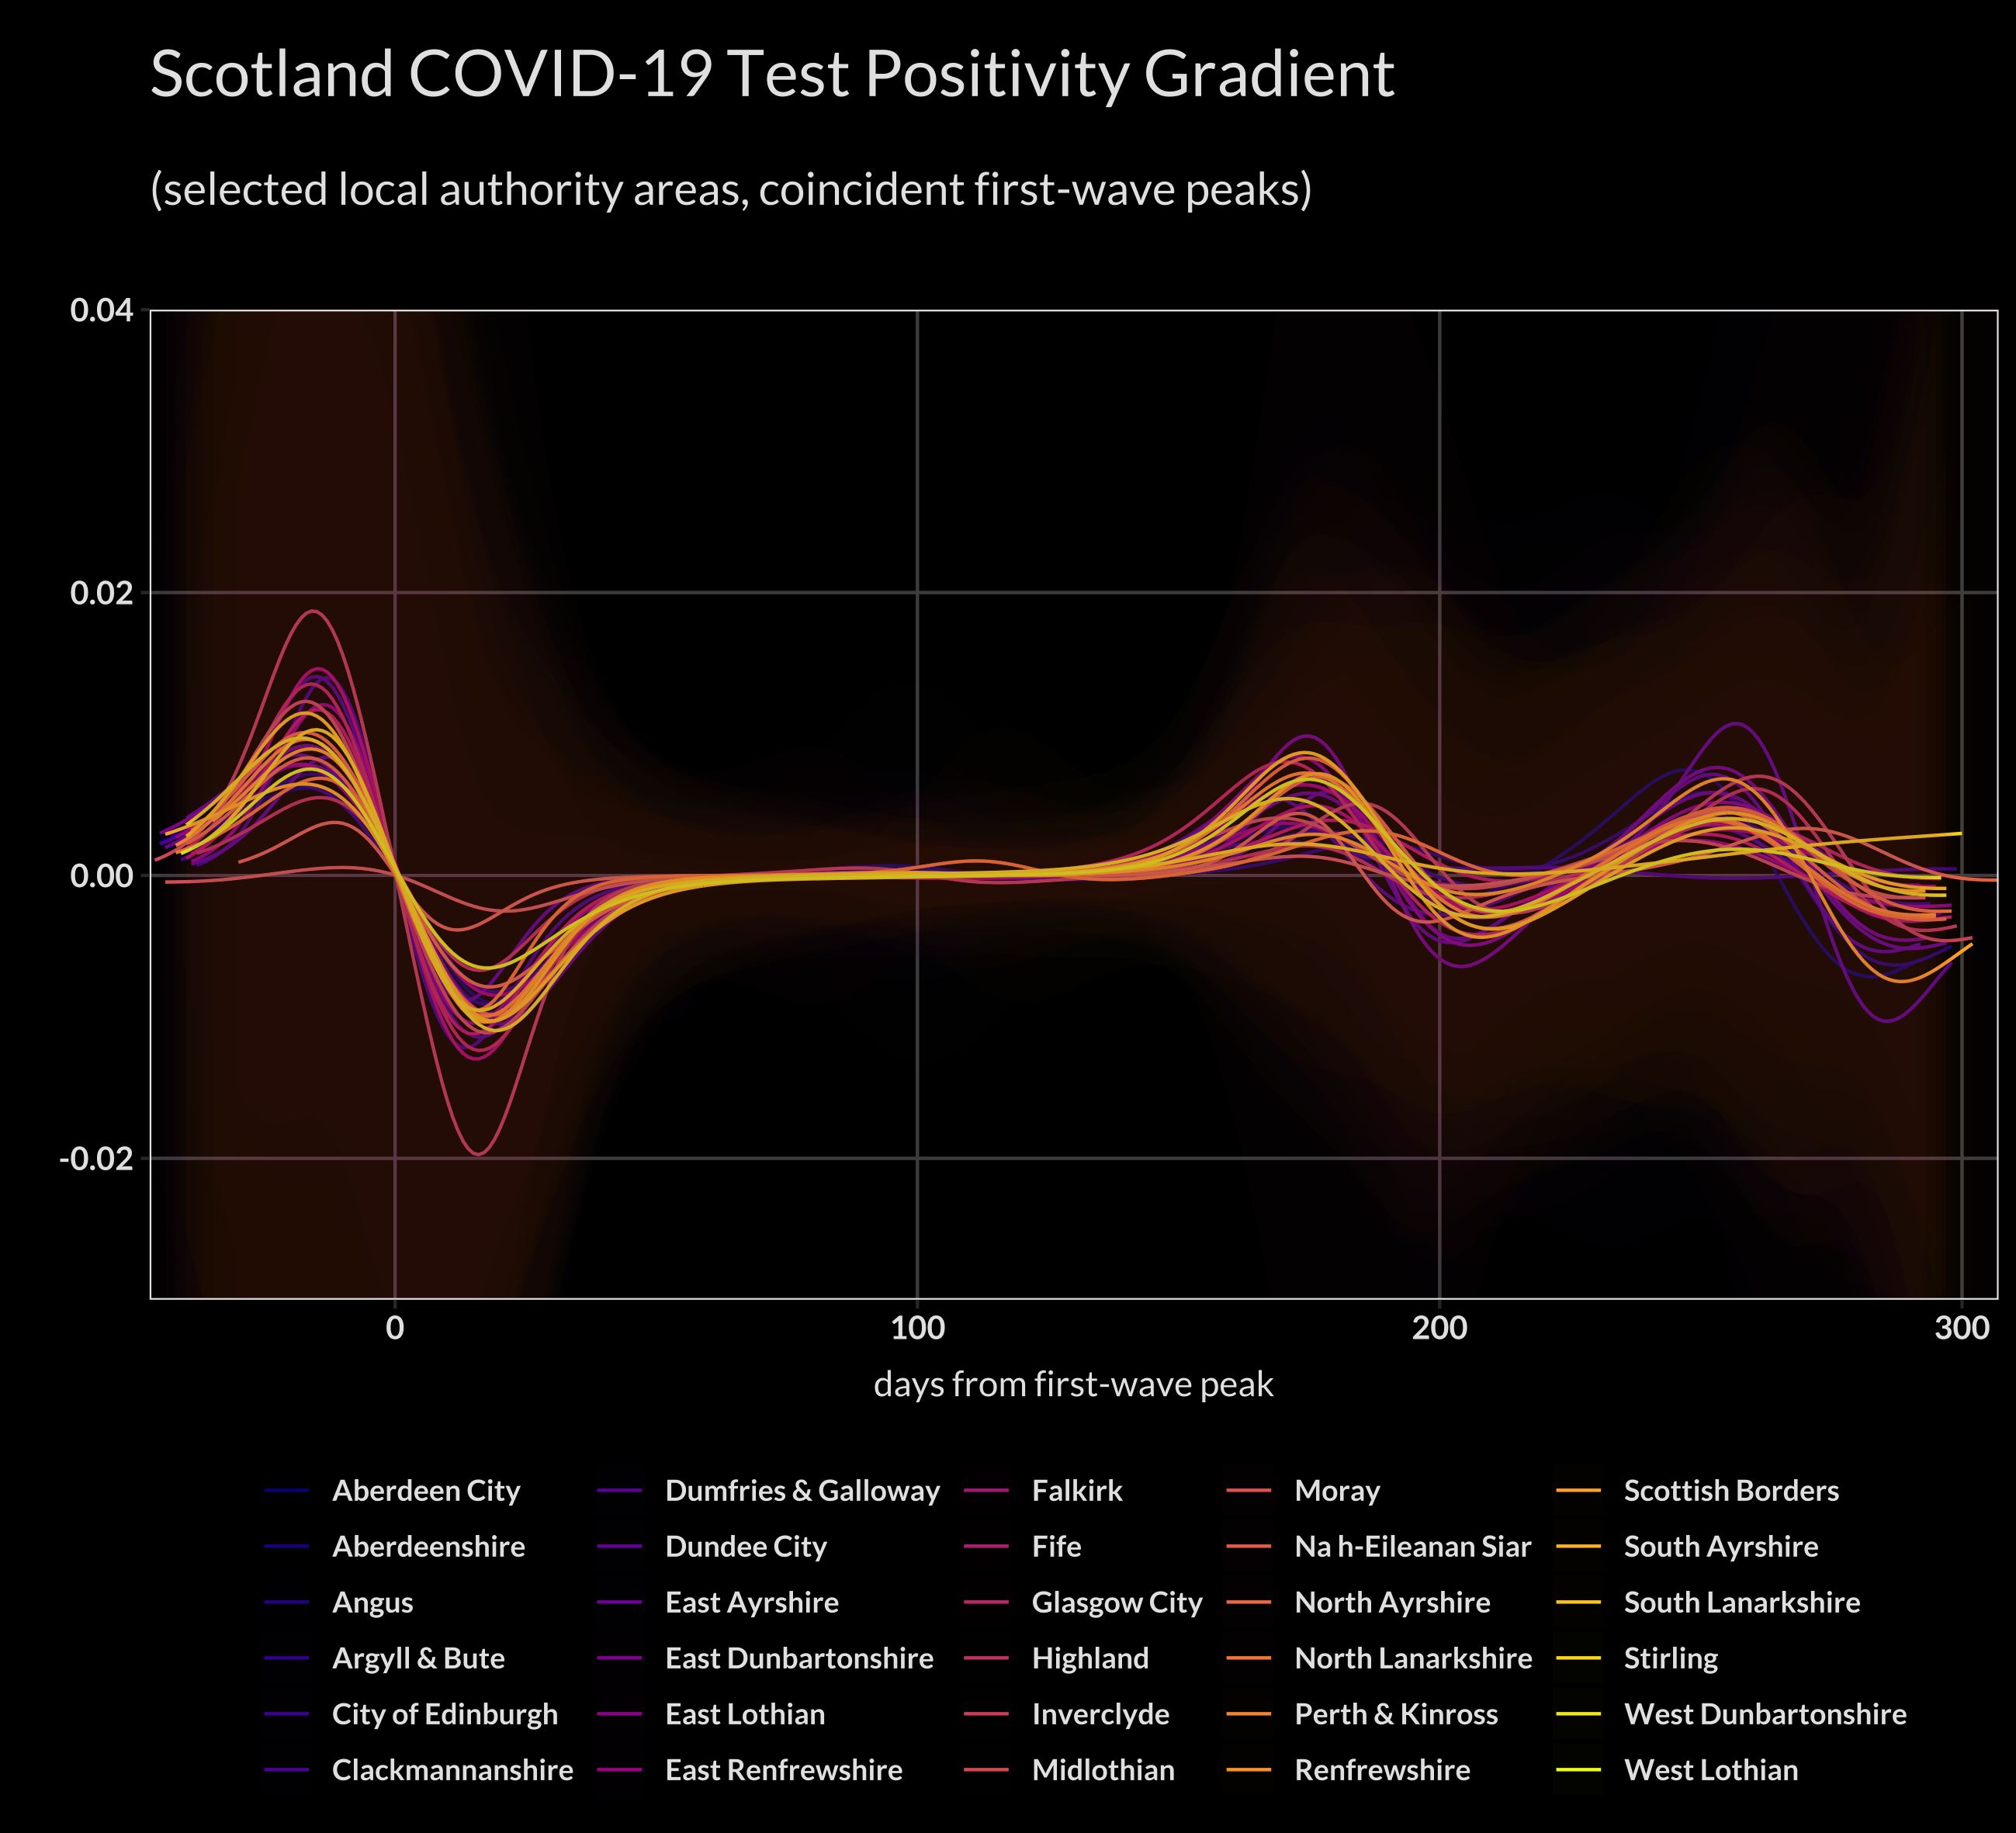 Scotland COVID-19 Test Positivity Gradient
(selected local authority areas, coincident first-wave peaks)
0.04
0.02
0.00
-0.02
0 100 200 300
days from first-wave peak
Aberdeen City Dumfries & Galloway Falkirk Moray Scottish Borders
Aberdeenshire Dundee City Fife Na h-Eileanan Siar South Ayrshire
Angus East Ayrshire Glasgow City North Ayrshire South Lanarkshire
Argyll & Bute East Dunbartonshire Highland North Lanarkshire Stirling
City of Edinburgh East Lothian Inverclyde Perth & Kinross West Dunbartonshire
Clackmannanshire East Renfrewshire Midlothian Renfrewshire West Lothian